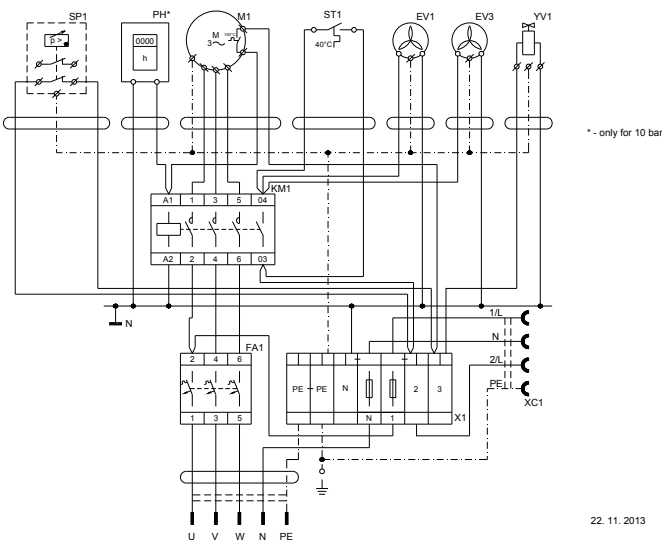 SP1 PH* M1 ST1 EV1 EV3 YV1
p >
0000
h
M
3~
150°C
40°C
* - only for 10 bar
KM1
A1 1 3 5 04
A2 2 4 6 03
N
1/L
N
2/L
PE
XC1
FA1
2 4 6
PE PE N 2 3
N 1
X1
1 3 5
U V W N PE
22. 11. 2013